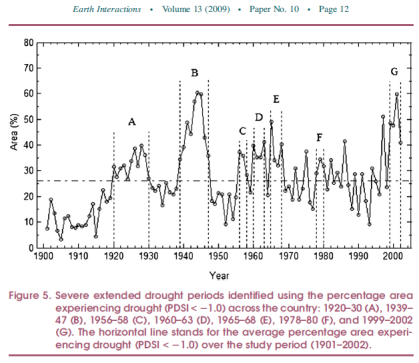 Earth Interactions • Volume 13 (2009) • Paper No. 10 • Page 12
80
70
60
50
40
30
20
10
0
Area (%)
A
B
C
D
E
F
G
1900 1910 1920 1930 1940 1950 1960 1970 1980 1990 2000
Year
Figure 5. Severe extended drought periods identified using the percentage area
experiencing drought (PDSI < −1.0) across the country: 1920–30 (A), 1939–
47 (B), 1956–58 (C), 1960–63 (D), 1965–68 (E), 1978–80 (F), and 1999–2002
(G). The horizontal line stands for the average percentage area experi-
encing drought (PDSI < −1.0) over the study period (1901–2002).